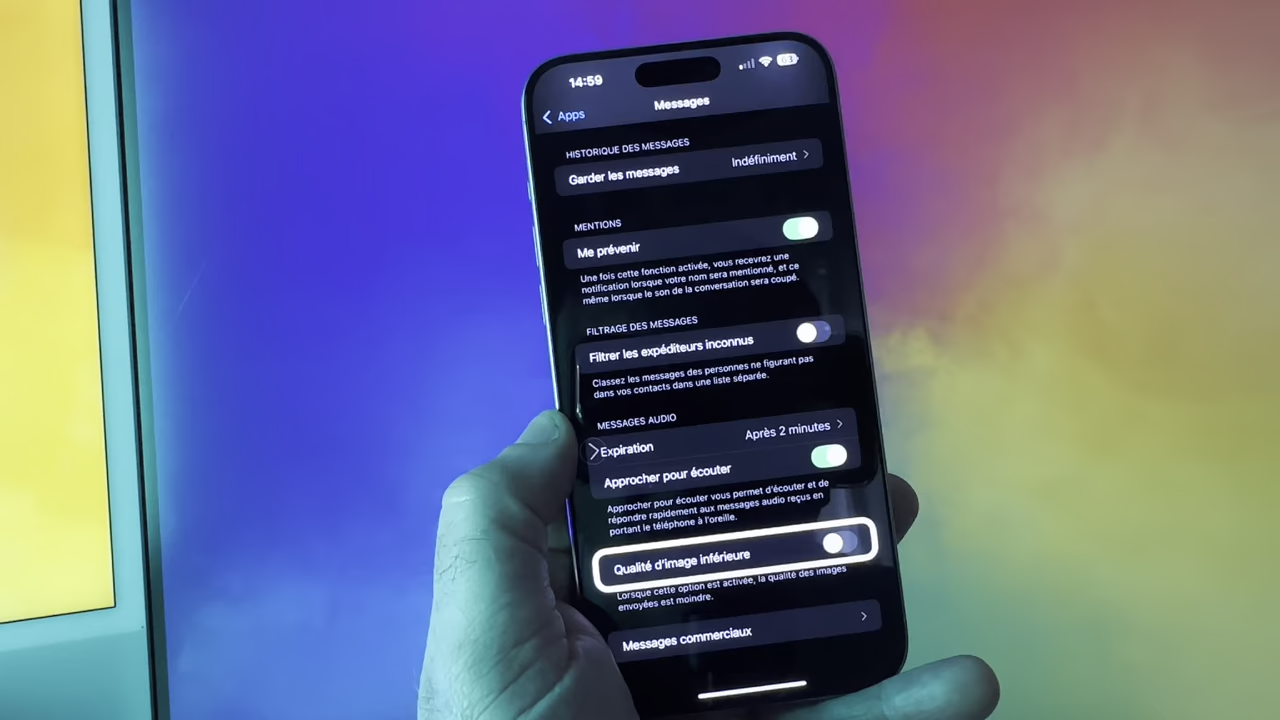 14:59
63
Apps
Messages
HISTORIQUE DES MESSAGES
Garder les messages Indéfiniment
MENTIONS
Me prévenir
Une fois cette fonction activée, vous recevrez une
notification lorsque votre nom sera mentionné, et ce
même lorsque le son de la conversation sera coupé.
FILTRAGE DES MESSAGES
Filtrer les expéditeurs inconnus
Classez les messages des personnes ne figurant pas
dans vos contacts dans une liste séparée.
MESSAGES AUDIO
Expiration Après 2 minutes
Approcher pour écouter
Approcher pour écouter vous permet d'écouter et de
répondre rapidement aux messages audio reçus en
portant le téléphone à l'oreille.
Qualité d'image inférieure
Lorsque cette option est activée, la qualité des images
envoyées est moindre.
Messages commerciaux